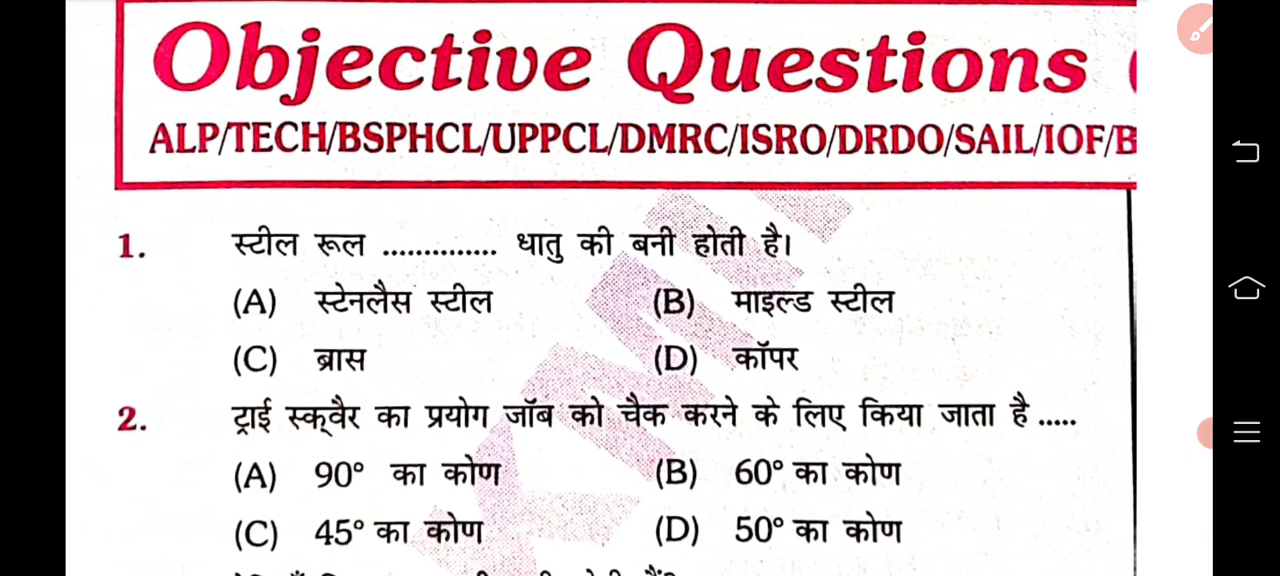 Objective Questions
ALP/TECH/BSPHCL/UPPCL/DMRC/ISRO/DRDO/SAIL/IOF/B
1. स्टील रूल .............. धातु की बनी होती है।
(A) स्टेनलैस स्टील (B) माइल्ड स्टील
(C) ब्रास (D) कॉपर
2. ट्राई स्क्वैर का प्रयोग जॉब को चैक करने के लिए किया जाता है .....
(A) 90° का कोण (B) 60° का कोण
(C) 45° का कोण (D) 50° का कोण